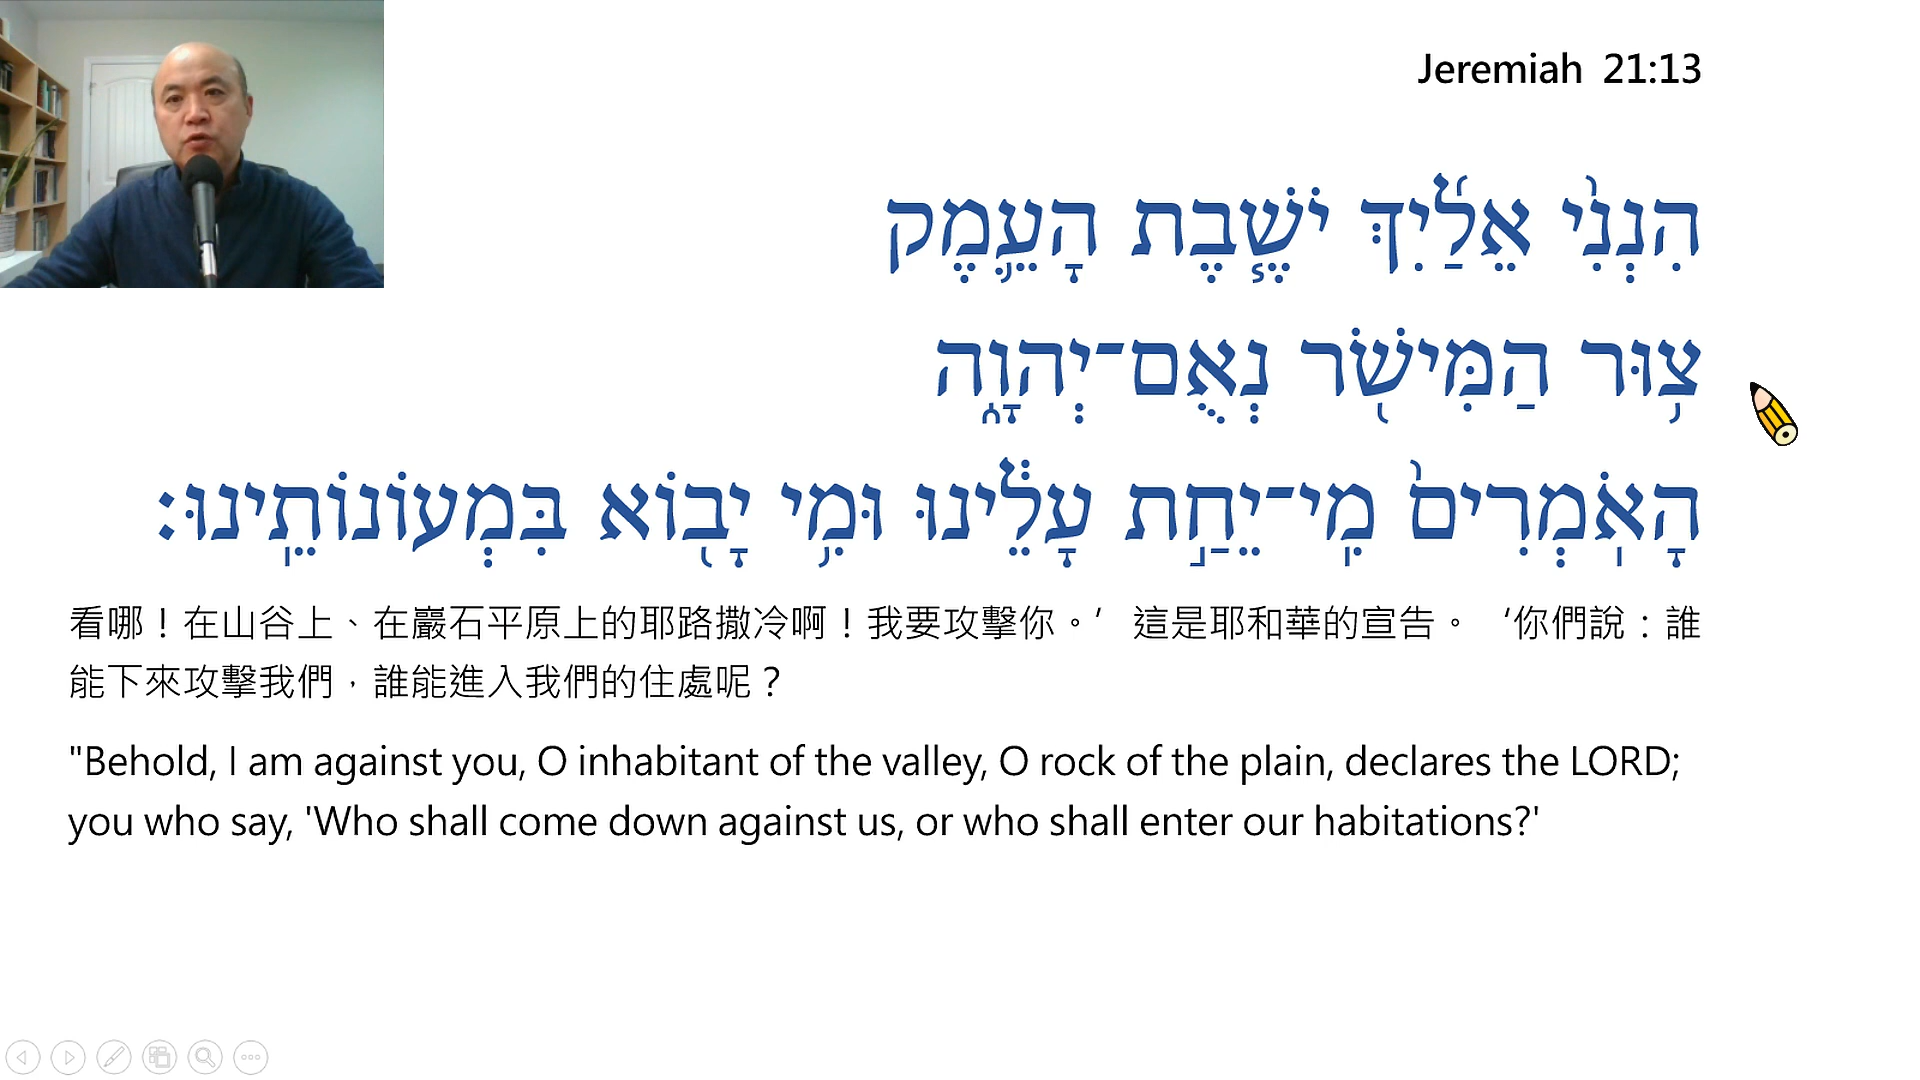 Jeremiah 21:13
הִנְנִ֨י אֵלַ֜יִךְ יֹשֶׁ֧בֶת הָעֵ֛מֶק
צ֥וּר הַמִּישֹׁ֖ר נְאֻם־יְהוָ֑ה
הָאֹֽמְרִים֙ מִֽי־יֵחַ֣ת עָלֵ֔ינוּ וּמִ֥י יָב֖וֹא בִּמְעוֹנוֹתֵֽינוּ׃
看哪！在山谷上、在巖石平原上的耶路撒冷啊！我要攻擊你。’ 這是耶和華的宣告。 ‘你們說：誰
能下來攻擊我們，誰能進入我們的住處呢？
"Behold, I am against you, O inhabitant of the valley, O rock of the plain, declares the LORD;
you who say, 'Who shall come down against us, or who shall enter our habitations?'